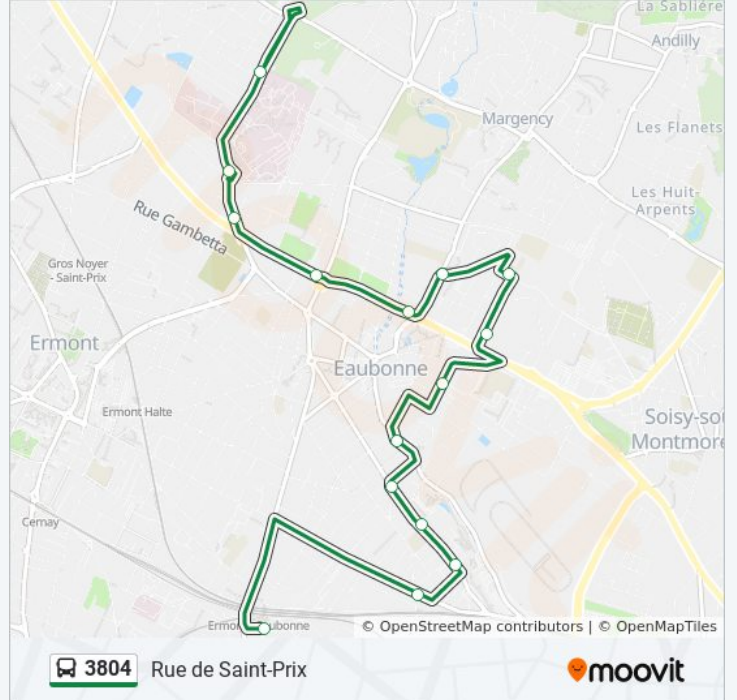 La Sablière
Andilly
Margency
Les Flanets
Les Huit-
Arpents
Rue Gambetta
Gros Noyer
- Saint-Prix
Ermont
Eaubonne
Ermont Halte
Soisy-so
Montmore
Cernay
© OpenStreetMap contributors | © OpenMapTiles
3804 Rue de Saint-Prix
moovit